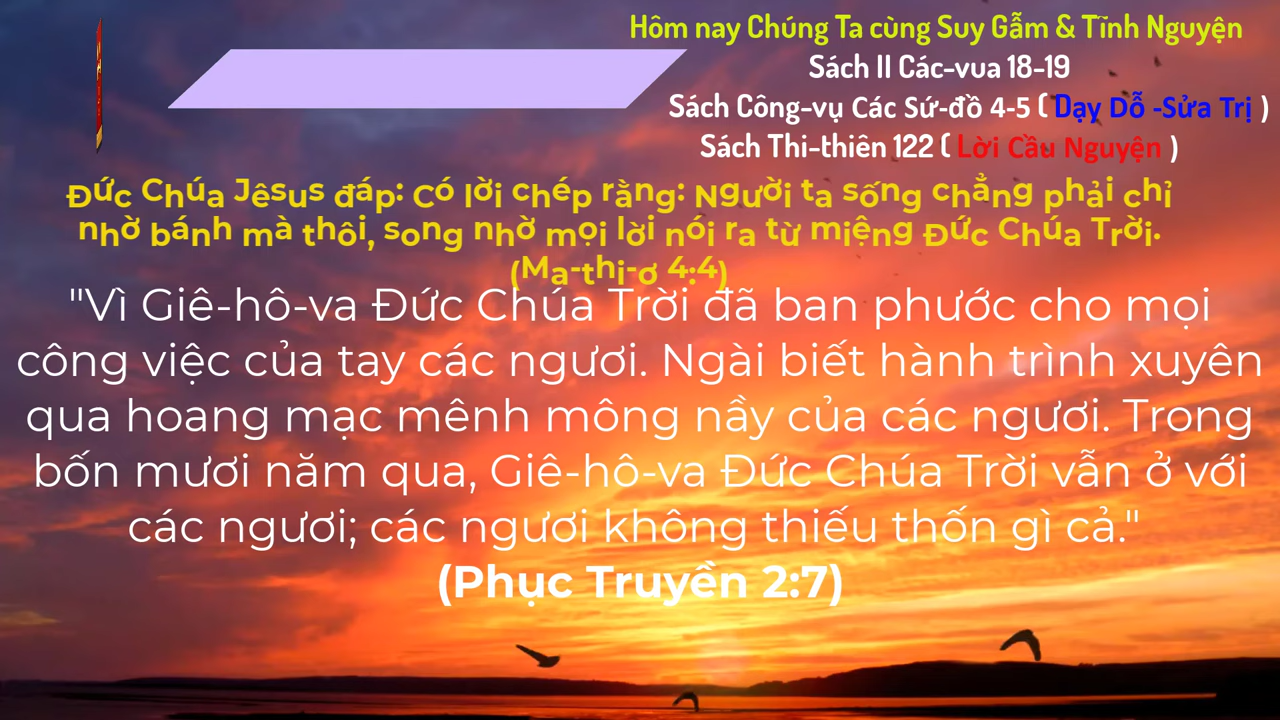 Hôm nay Chúng Ta cùng Suy Gẫm & Tĩnh Nguyện
Sách II Các-vua 18-19
Sách Công-vụ Các Sứ-đồ 4-5 ( Dạy Dỗ -Sửa Trị )
Sách Thi-thiên 122 ( Lời Cầu Nguyện )
Đức Chúa Jêsus đáp: Có lời chép rằng: Người ta sống chẳng phải chỉ
nhờ bánh mà thôi, song nhờ mọi lời nói ra từ miệng Đức Chúa Trời.
(Ma-thi-ơ 4:4)
"Vì Giê-hô-va Đức Chúa Trời đã ban phước cho mọi
công việc của tay các ngươi. Ngài biết hành trình xuyên
qua hoang mạc mênh mông nầy của các ngươi. Trong
bốn mươi năm qua, Giê-hô-va Đức Chúa Trời vẫn ở với
các ngươi; các ngươi không thiếu thốn gì cả."
(Phục Truyền 2:7)